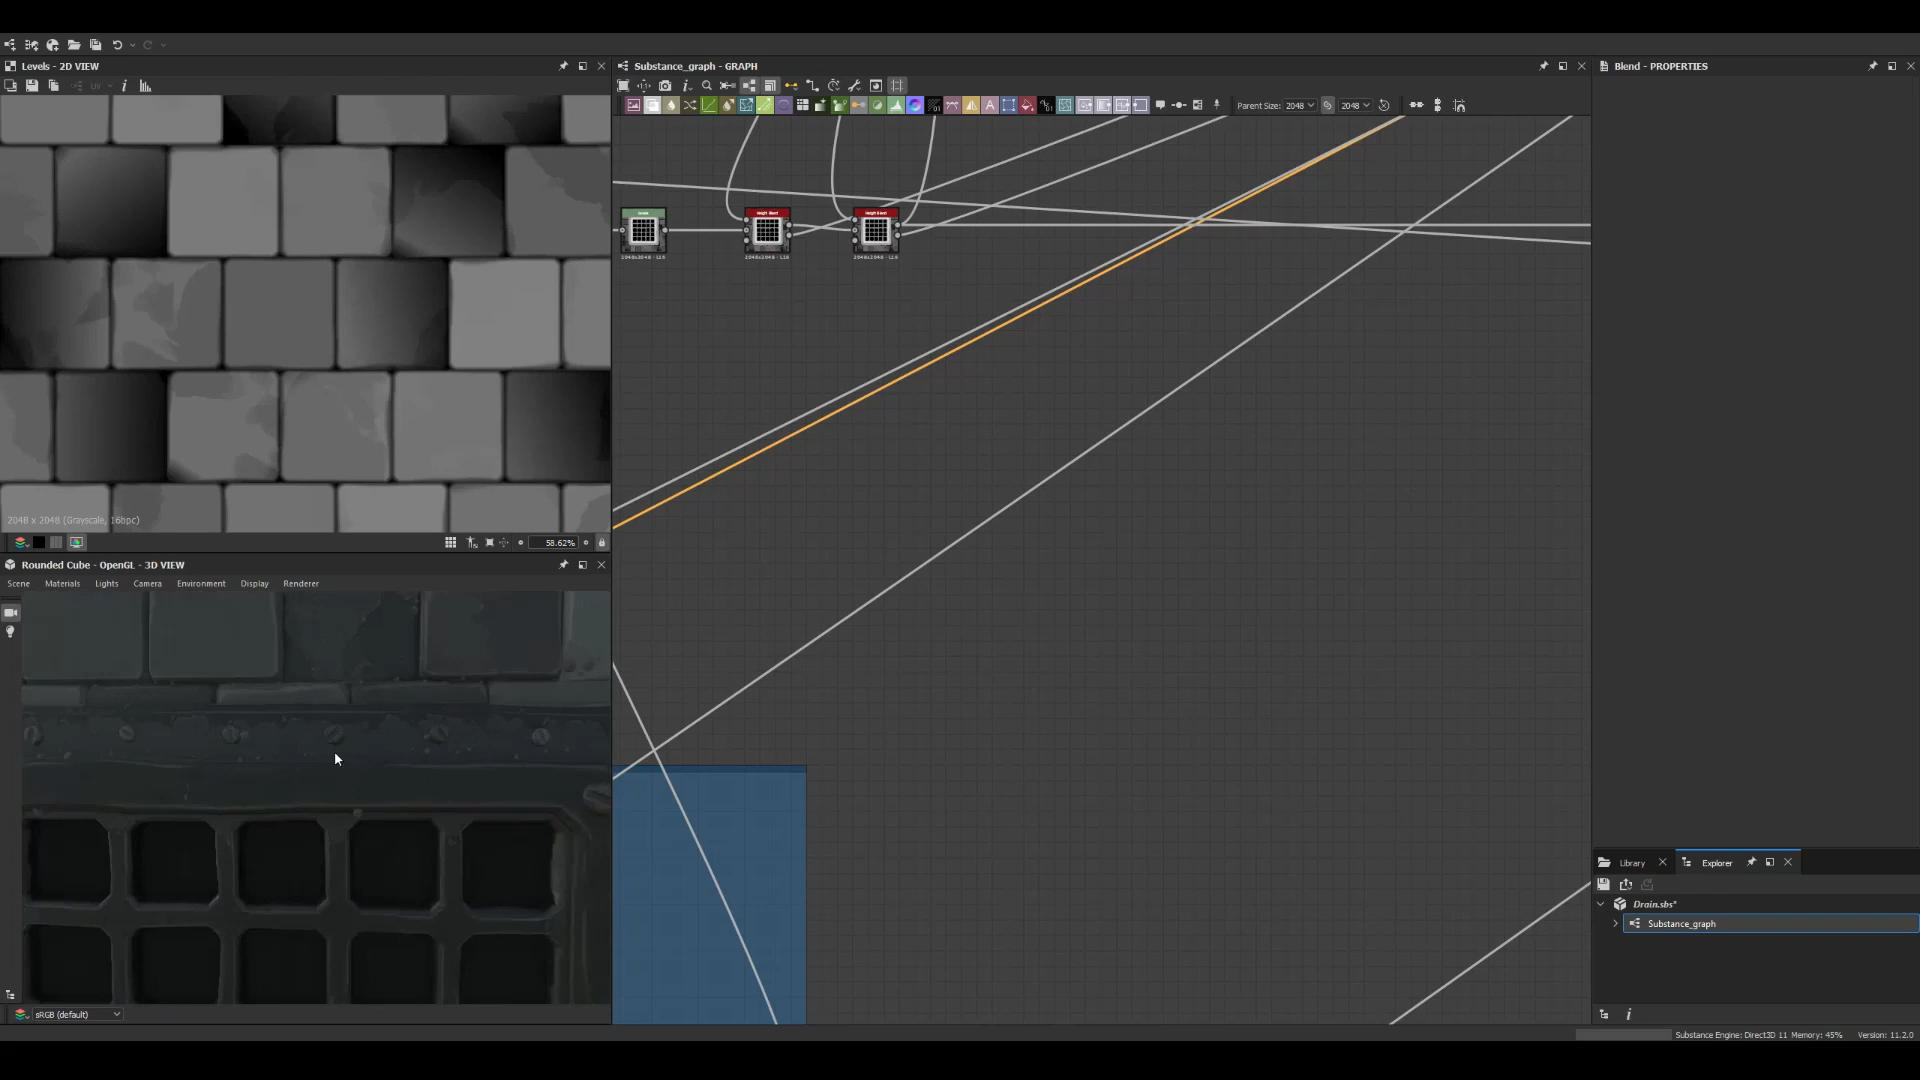 Levels - 2D VIEW
Substance_graph - GRAPH
Blend - PROPERTIES
UV
Parent Size: 2048
2048
2048 x 2048 (Grayscale, 16bpc)
58.62%
Rounded Cube - OpenGL - 3D VIEW
Scene Materials Lights Camera Environment Display Renderer
Library
Explorer
Drain.sbs*
Substance_graph
sRGB (default)
Substance Engine: Direct3D 11 Memory: 45% Version: 11.2.0